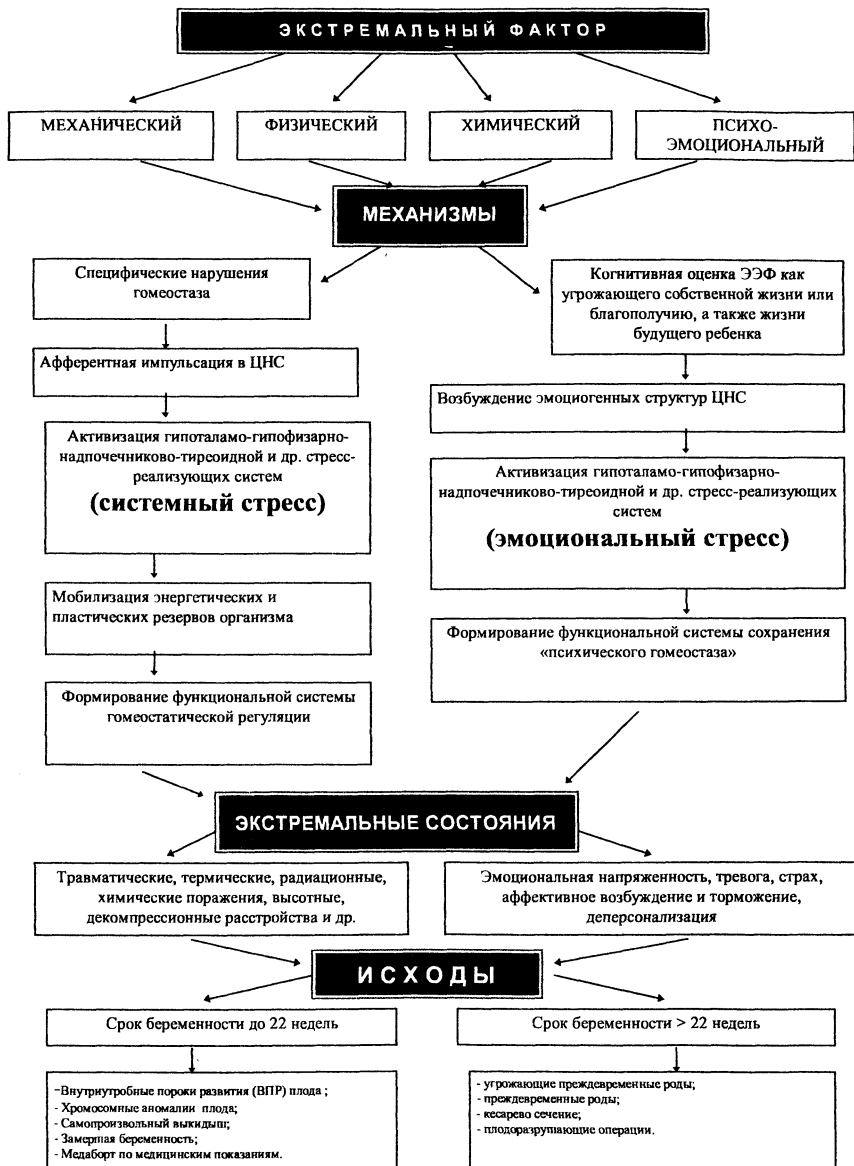 ЭКСТРЕМАЛЬНЫЙ ФАКТОР
МЕХАНИЧЕСКИЙ
ФИЗИЧЕСКИЙ
ХИМИЧЕСКИЙ
ПСИХО-
ЭМОЦИОНАЛЬНЫЙ
МЕХАНИЗМЫ
Специфические нарушения
гомеостаза
Афферентная импульсация в ЦНС
Активизация гипоталамо-гипофизарно-
надпочечниково-тиреоидной и др. стресс-
реализующих систем
(системный стресс)
Мобилизация энергетических и
пластических резервов организма
Формирование функциональной системы
гомеостатической регуляции
Когнитивная оценка ЭЭФ как
угрожающего собственной жизни или
благополучию, а также жизни
будущего ребенка
Возбуждение эмоциогенных структур ЦНС
Активизация гипоталамо-гипофизарно-
надпочечниково-тиреоидной и др. стресс-реализующих
систем
(эмоциональный стресс)
Формирование функциональной системы сохранения
«психического гомеостаза»
ЭКСТРЕМАЛЬНЫЕ СОСТОЯНИЯ
Травматические, термические, радиационные,
химические поражения, высотные,
декомпрессионные расстройства и др.
Эмоциональная напряженность, тревога, страх,
аффективное возбуждение и торможение,
деперсонализация
ИСХОДЫ
Срок беременности до 22 недель
-Внутриутробные пороки развития (ВПР) плода ;
- Хромосомные аномалии плода;
- Самопроизвольный выкидыш;
- Замершая беременность;
- Медаборт по медицинским показаниям.
Срок беременности > 22 недель
- угрожающие преждевременные роды;
- преждевременные роды;
- кесарево сечение;
- плодоразрушающие операции.